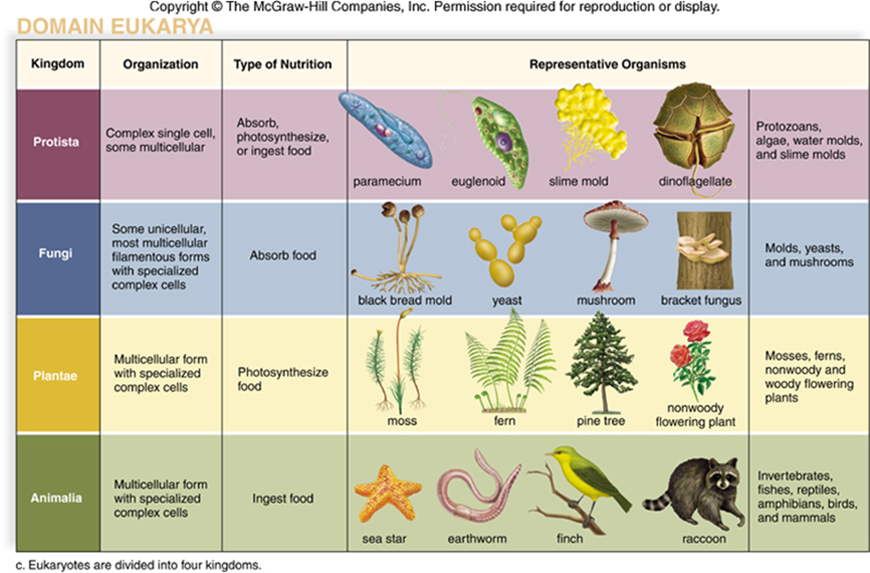 Copyright © The McGraw-Hill Companies, Inc. Permission required for reproduction or display.
DOMAIN EUKARYA
Kingdom
Organization
Type of Nutrition
Representative Organisms
Protista
Complex single cell,
some multicellular
Absorb,
photosynthesize,
or ingest food
paramecium
euglenoid
slime mold
dinoflagellate
Protozoans,
algae, water molds,
and slime molds
Fungi
Some unicellular,
most multicellular
filamentous forms
with specialized
complex cells
Absorb food
black bread mold
yeast
mushroom
bracket fungus
Molds, yeasts,
and mushrooms
Plantae
Multicellular form
with specialized
complex cells
Photosynthesize
food
moss
fern
pine tree
nonwoody
flowering plant
Mosses, ferns,
nonwoody and
woody flowering
plants
Animalia
Multicellular form
with specialized
complex cells
Ingest food
sea star
earthworm
finch
raccoon
Invertebrates,
fishes, reptiles,
amphibians, birds,
and mammals
c. Eukaryotes are divided into four kingdoms.